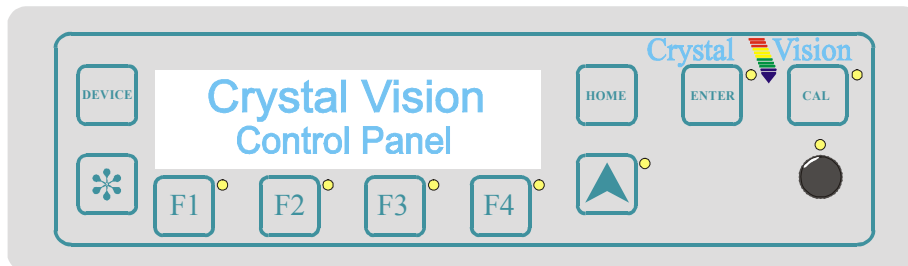 Crystal Vision
DEVICE
Crystal Vision
Control Panel
HOME
ENTER
CAL
F1
F2
F3
F4